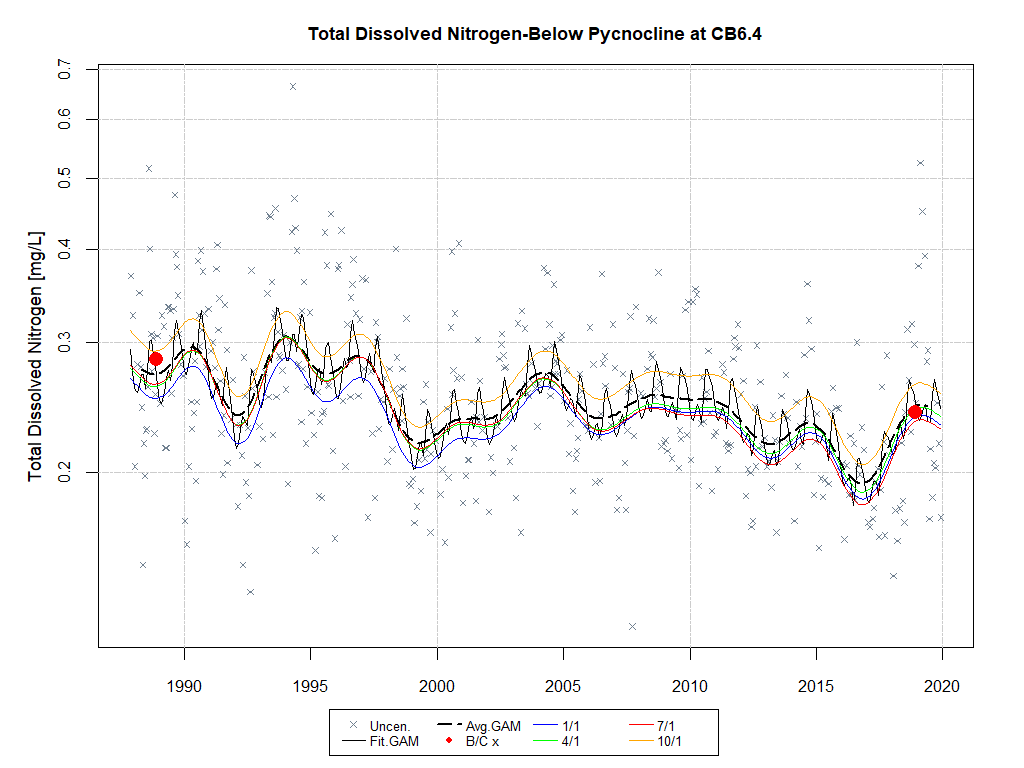 Total Dissolved Nitrogen-Below Pycnocline at CB6.4
Total Dissolved Nitrogen [mg/L]
0.7
0.6
0.5
0.4
0.3
0.2
1990 1995 2000 2005 2010 2015 2020
Uncen. Avg.GAM 1/1 7/1
Fit.GAM B/C x 4/1 10/1